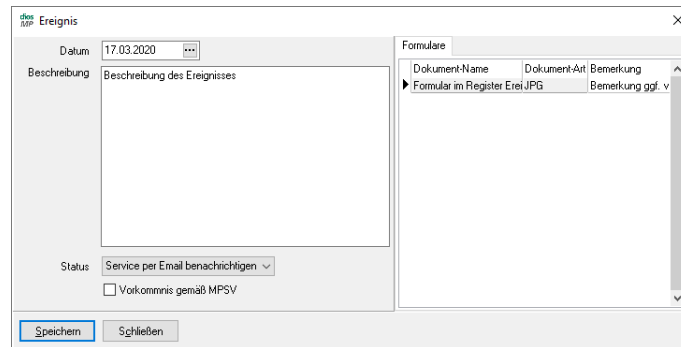 dios
MP Ereignis
Datum 17.03.2020 ...
Formulare
Beschreibung Beschreibung des Ereignisses
Dokument-Name Dokument-Art Bemerkung
Formular im Register Erei JPG Bemerkung ggf. v
Status Service per Email benachrichtigen
Vorkommnis gemäß MPSV
Speichern Schließen